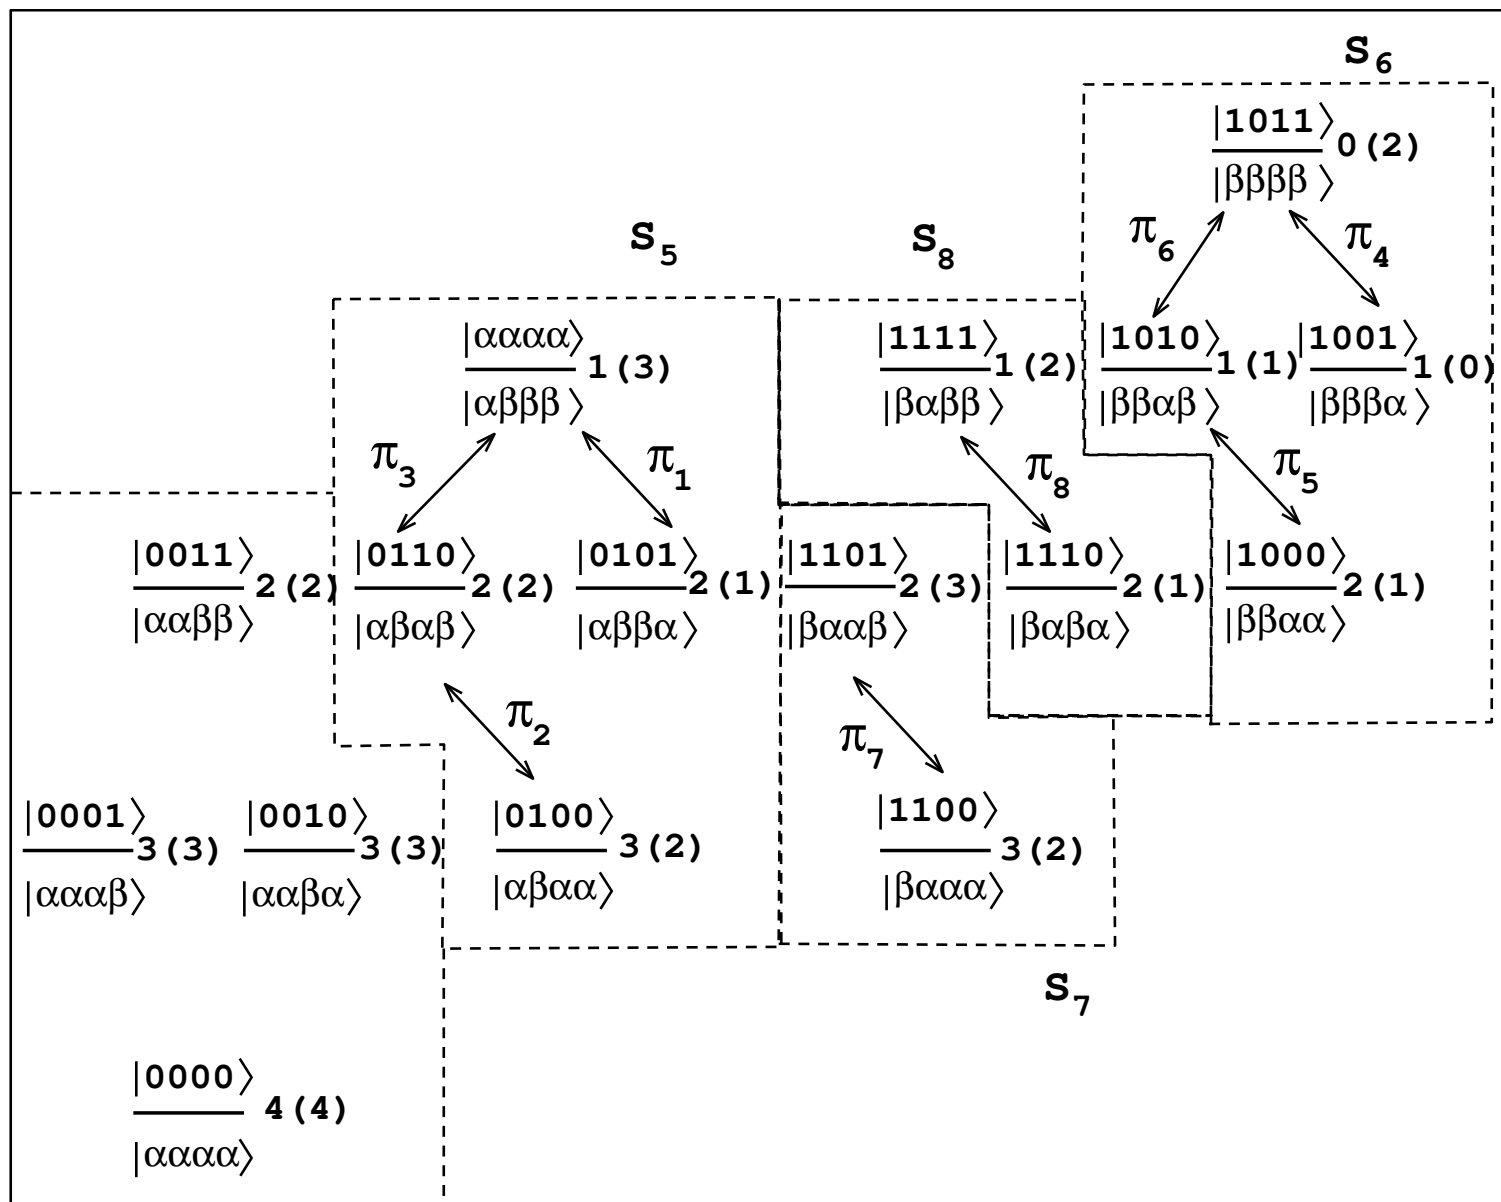 S₆
|1011⟩
0(2)
|ββββ⟩
π₆
π₄
S₅
S₈
|αααα⟩
1(3)
|αβββ⟩
|1111⟩
1(2)
|βαββ⟩
|1010⟩
1(1)
|ββαβ⟩
|1001⟩
1(0)
|βββα⟩
π₃
π₁
π₈
π₅
|0011⟩
2(2)
|ααββ⟩
|0110⟩
2(2)
|αβαβ⟩
|0101⟩
2(1)
|αββα⟩
|1101⟩
2(3)
|βααβ⟩
|1110⟩
2(1)
|βαβα⟩
|1000⟩
2(1)
|ββαα⟩
π₂
π₇
|0001⟩
3(3)
|αααβ⟩
|0010⟩
3(3)
|ααβα⟩
|0100⟩
3(2)
|αβαα⟩
|1100⟩
3(2)
|βααα⟩
S₇
|0000⟩
4(4)
|αααα⟩